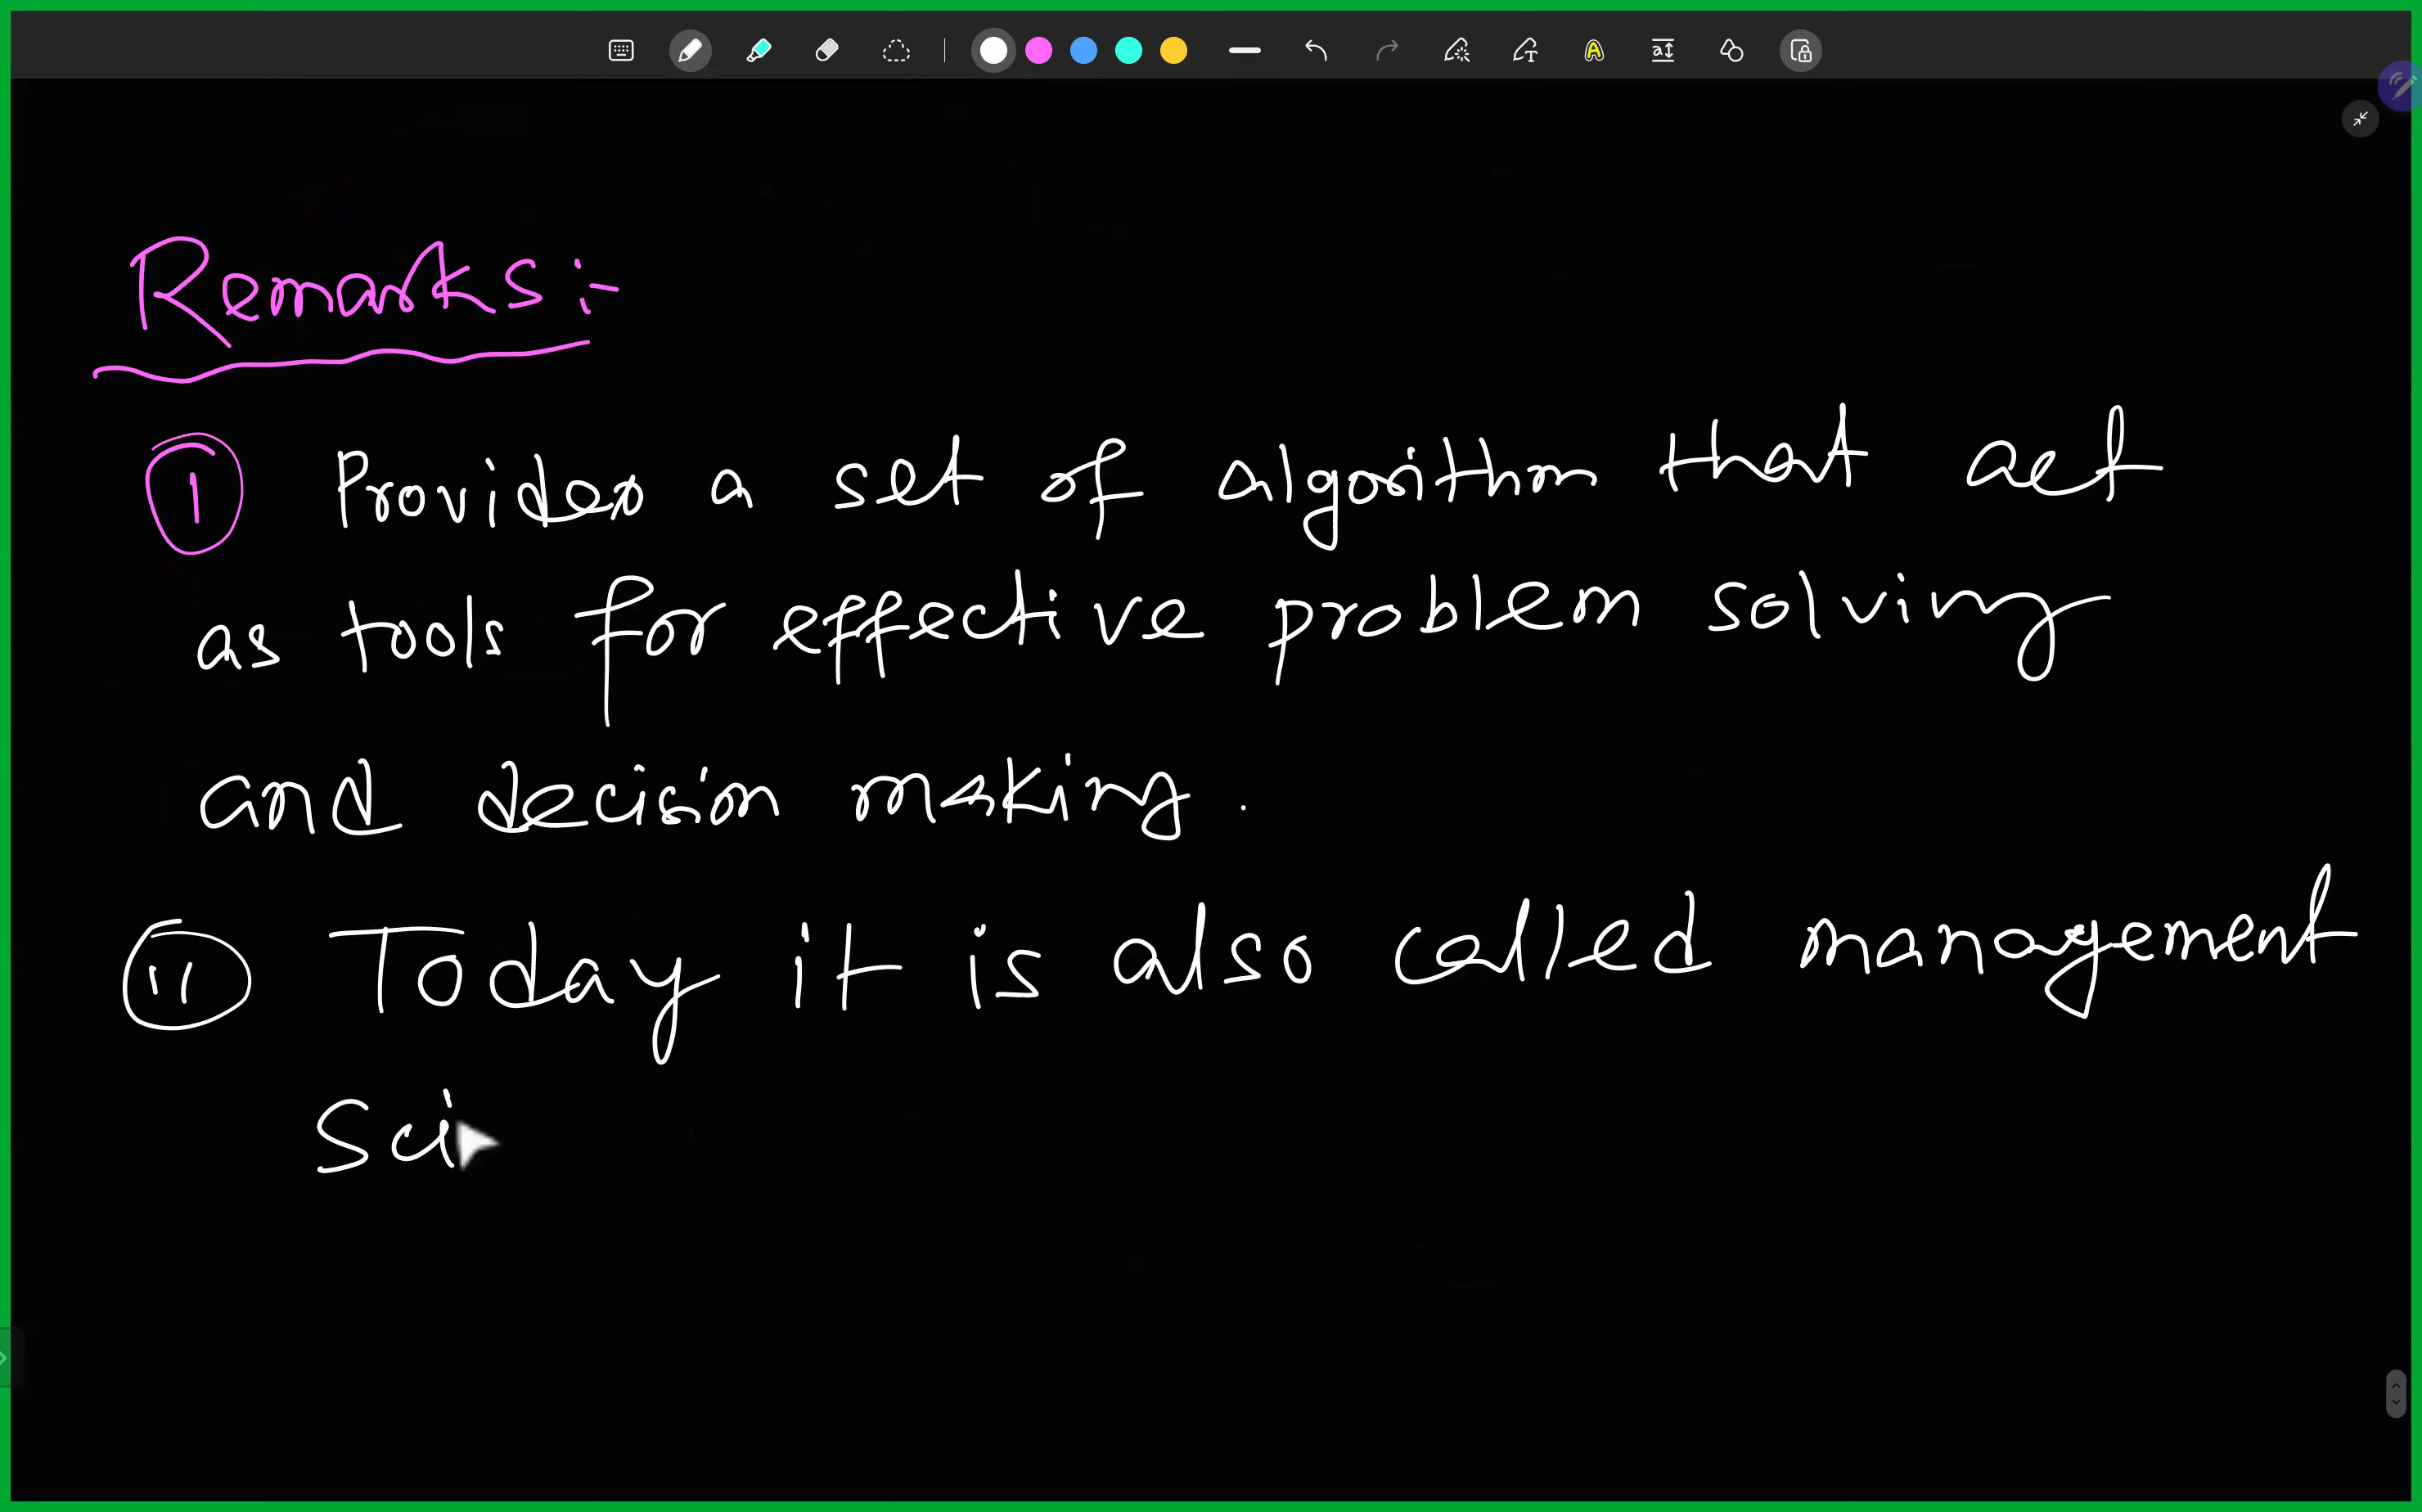 Remarks :-
① Provides a set of algorithm that act
as tools for effective problem solving
and decision making .
⑪ Today it is also called management
Sci